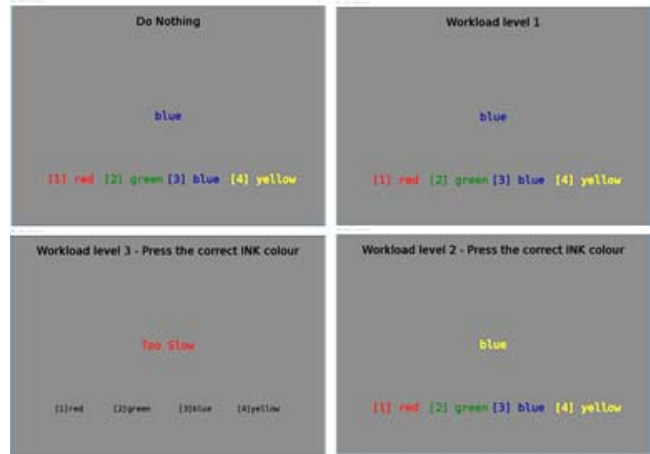 Do Nothing
blue
[1] red [2] green [3] blue [4] yellow
Workload level 1
blue
[1] red [2] green [3] blue [4] yellow
Workload level 3 - Press the correct INK colour
Too Slow
[1]red [2]green [3]blue [4]yellow
Workload level 2 - Press the correct INK colour
blue
[1] red [2] green [3] blue [4] yellow